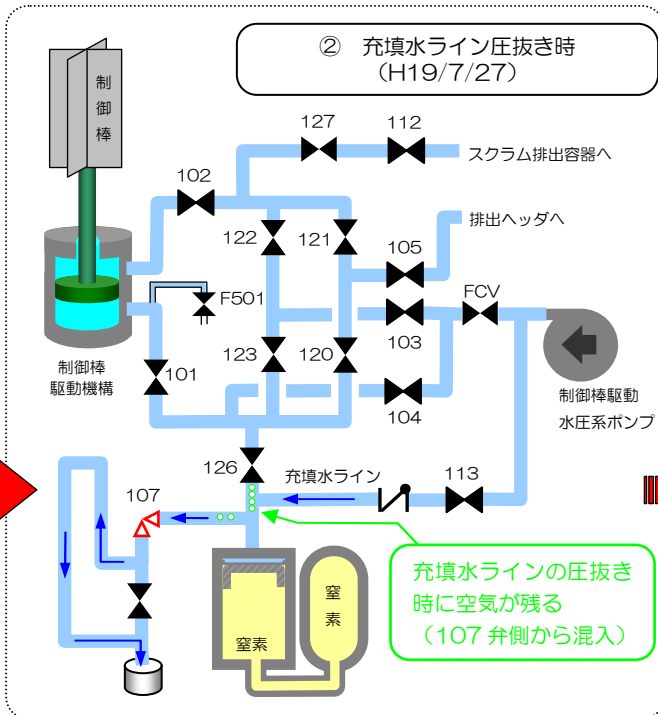 ② 充填水ライン圧抜き時
（H19/7/27）
制
御
棒
127
112
スクラム排出容器へ
102
排出ヘッダへ
122
121
105
F501
FCV
123
120
103
制御棒
駆動機構
101
104
制御棒駆動
水圧系ポンプ
126
充填水ライン
113
107
充填水ラインの圧抜き
時に空気が残る
（107 弁側から混入）
窒
素
窒素